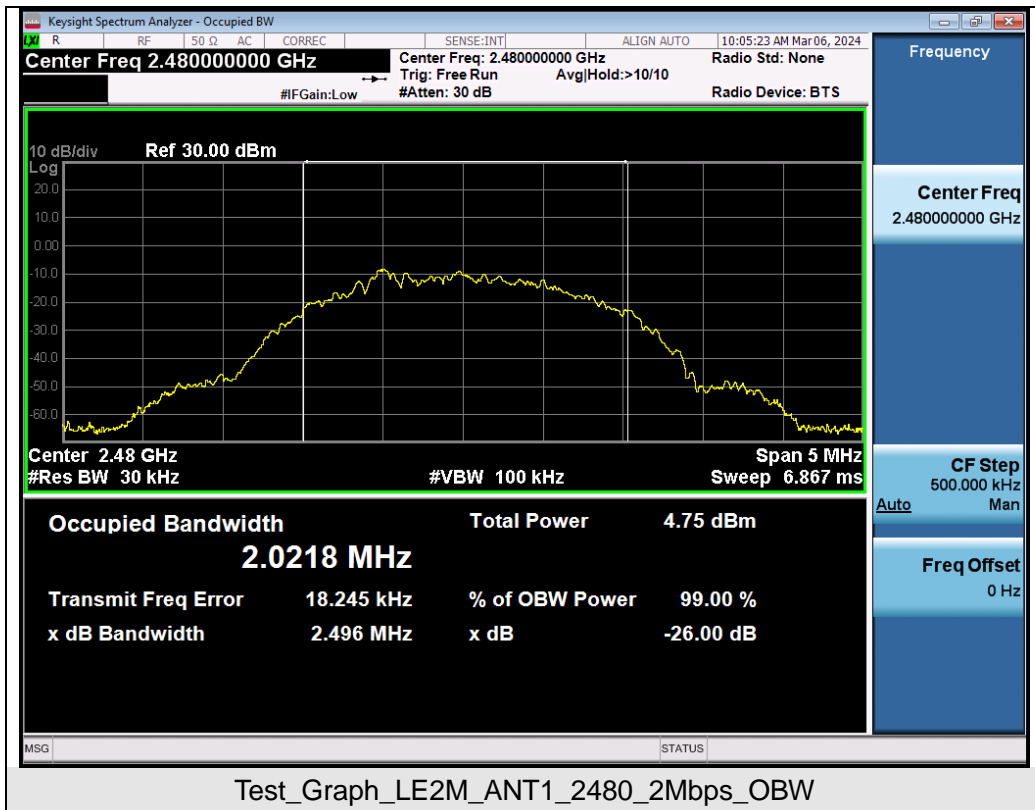 Keysight Spectrum Analyzer - Occupied BW
LXI R RF 50 Ω AC CORREC SENSE:INT ALIGN AUTO 10:05:23 AM Mar 06, 2024
Center Freq 2.480000000 GHz
#IFGain:Low
Center Freq: 2.480000000 GHz
Trig: Free Run Avg|Hold:>10/10
#Atten: 30 dB
Radio Std: None
Radio Device: BTS
Frequency
10 dB/div Ref 30.00 dBm
Log
20.0
10.0
0.00
-10.0
-20.0
-30.0
-40.0
-50.0
-60.0
Center 2.48 GHz Span 5 MHz
#Res BW 30 kHz #VBW 100 kHz Sweep 6.867 ms
Center Freq
2.480000000 GHz
CF Step
500.000 kHz
Auto Man
Freq Offset
0 Hz
Occupied Bandwidth Total Power 4.75 dBm
2.0218 MHz
Transmit Freq Error 18.245 kHz % of OBW Power 99.00 %
x dB Bandwidth 2.496 MHz x dB -26.00 dB
MSG STATUS
Test_Graph_LE2M_ANT1_2480_2Mbps_OBW